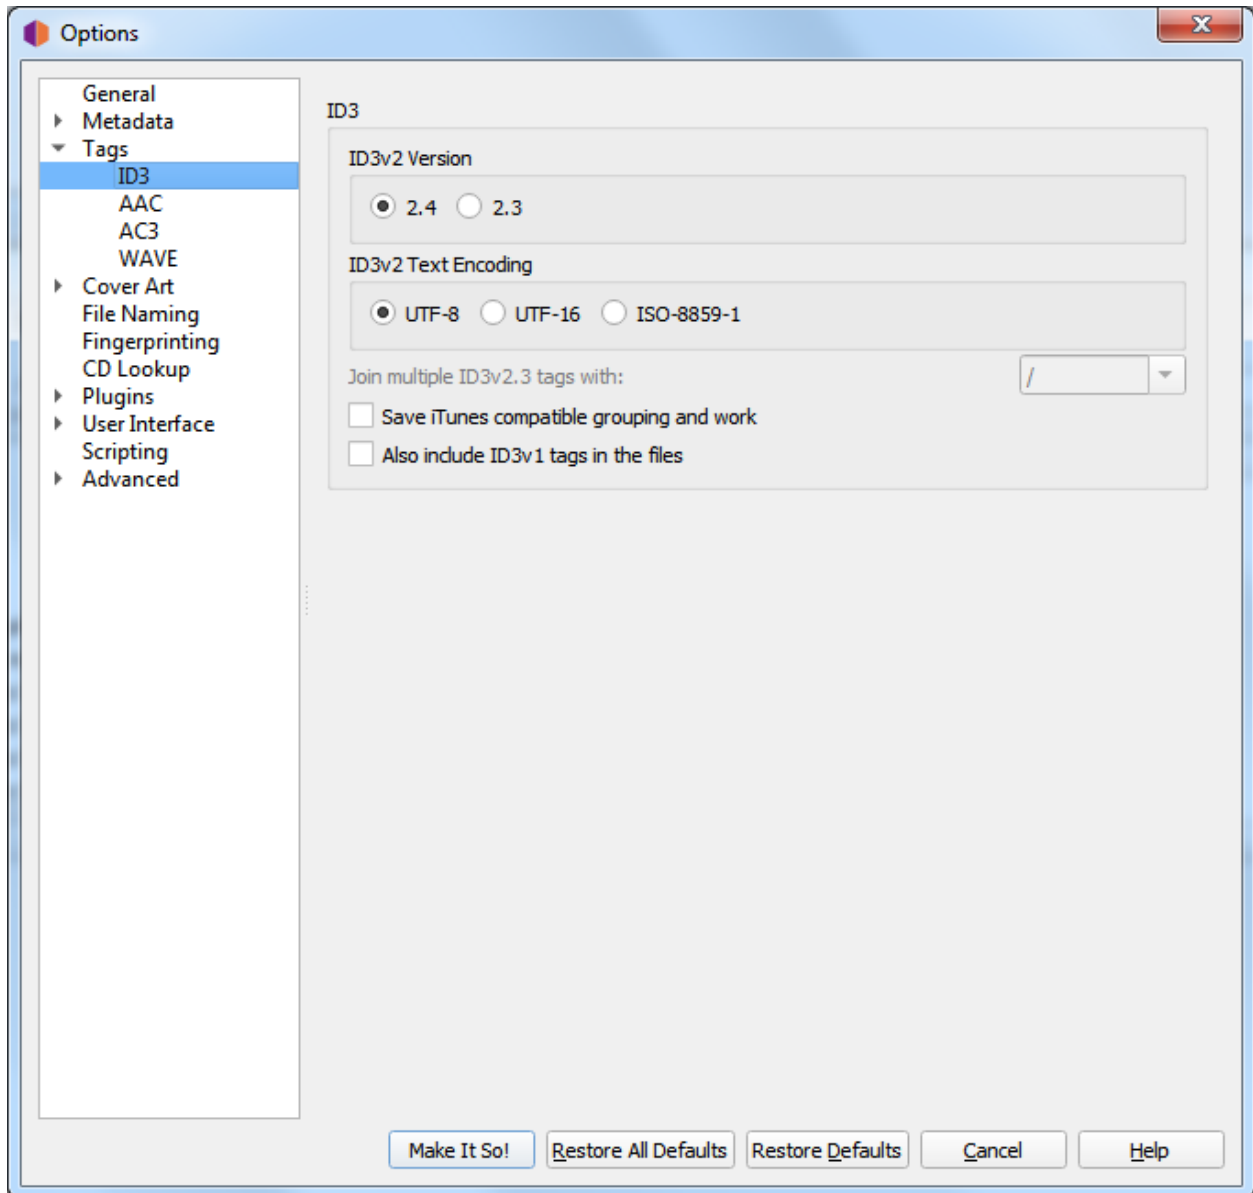 Options
General
Metadata
Tags
ID3
AAC
AC3
WAVE
Cover Art
File Naming
Fingerprinting
CD Lookup
Plugins
User Interface
Scripting
Advanced
ID3
ID3v2 Version
2.4 2.3
ID3v2 Text Encoding
UTF-8 UTF-16 ISO-8859-1
Join multiple ID3v2.3 tags with: /
Save iTunes compatible grouping and work
Also include ID3v1 tags in the files
Make It So! Restore All Defaults Restore Defaults Cancel Help